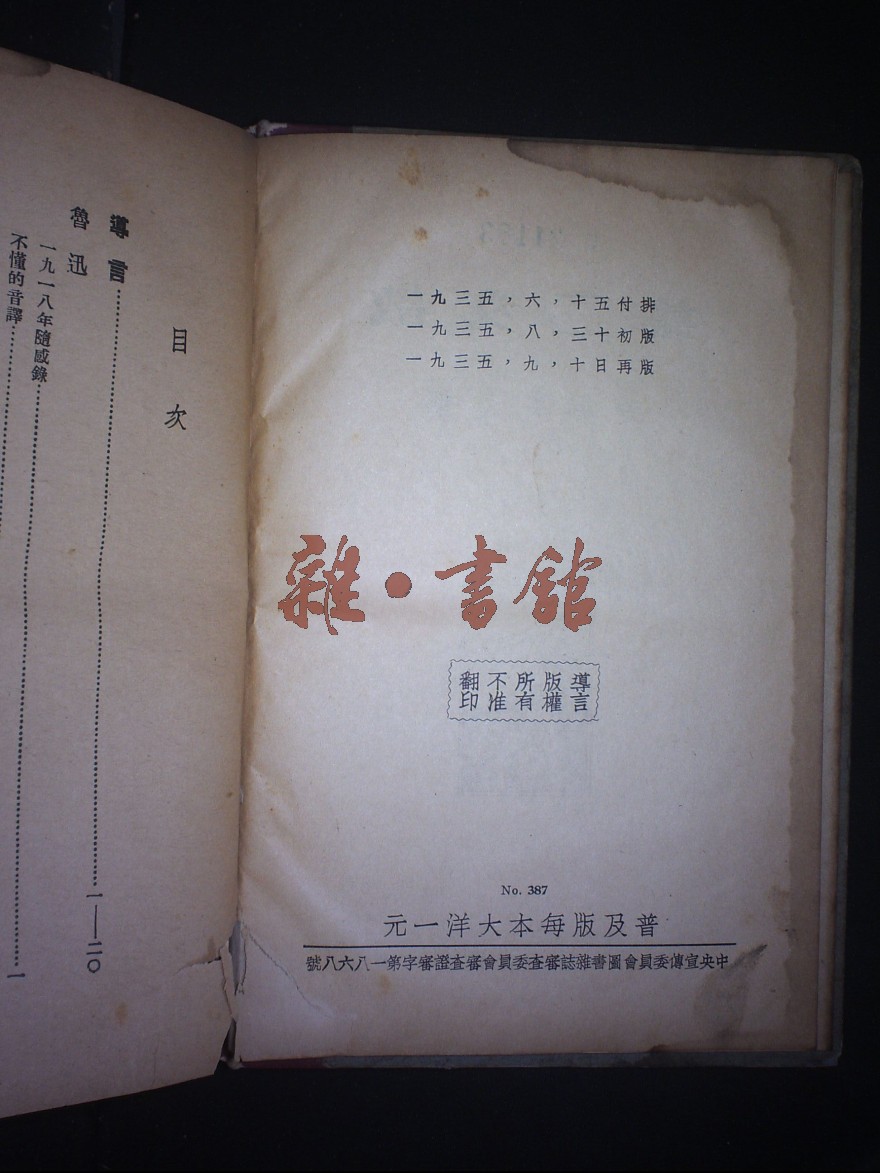 一九三五，六，十五付排
一九三五，八，三十初版
一九三五，九，十日再版
雜·書館
導言
版權
所有
不准
翻印
No. 387
普及版每本大洋一元
中央宣傳委員會圖書雜誌審查委員會審查證審字第一八六八號
目次
導言……一——二〇
魯迅
一九一八年隨感錄……
不懂的音譯……一